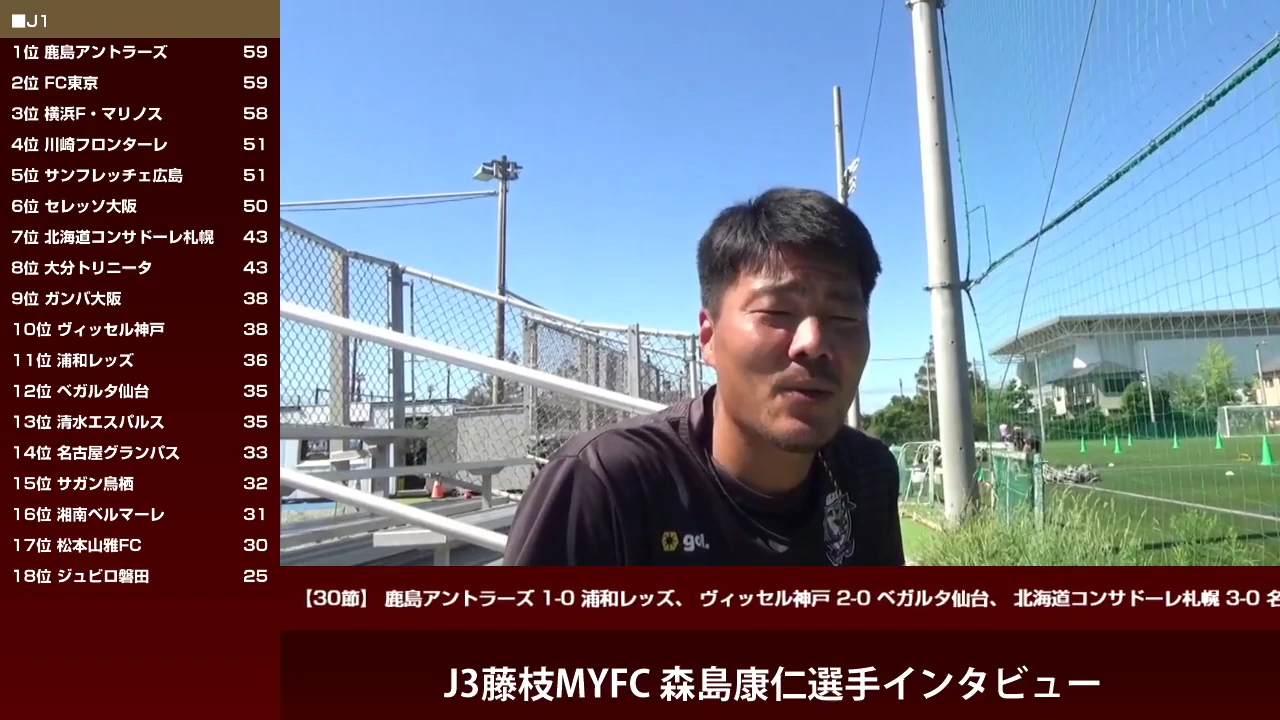 ■J1
1位 鹿島アントラーズ 59
2位 FC東京 59
3位 横浜F・マリノス 58
4位 川崎フロンターレ 51
5位 サンフレッチェ広島 51
6位 セレッソ大阪 50
7位 北海道コンサドーレ札幌 43
8位 大分トリニータ 43
9位 ガンバ大阪 38
10位 ヴィッセル神戸 38
11位 浦和レッズ 36
12位 ベガルタ仙台 35
13位 清水エスパルス 35
14位 名古屋グランパス 33
15位 サガン鳥栖 32
16位 湘南ベルマーレ 31
17位 松本山雅FC 30
18位 ジュビロ磐田 25
gol.
【30節】 鹿島アントラーズ 1-0 浦和レッズ、 ヴィッセル神戸 2-0 ベガルタ仙台、 北海道コンサドーレ札幌 3-0 名
J3藤枝MYFC 森島康仁選手インタビュー